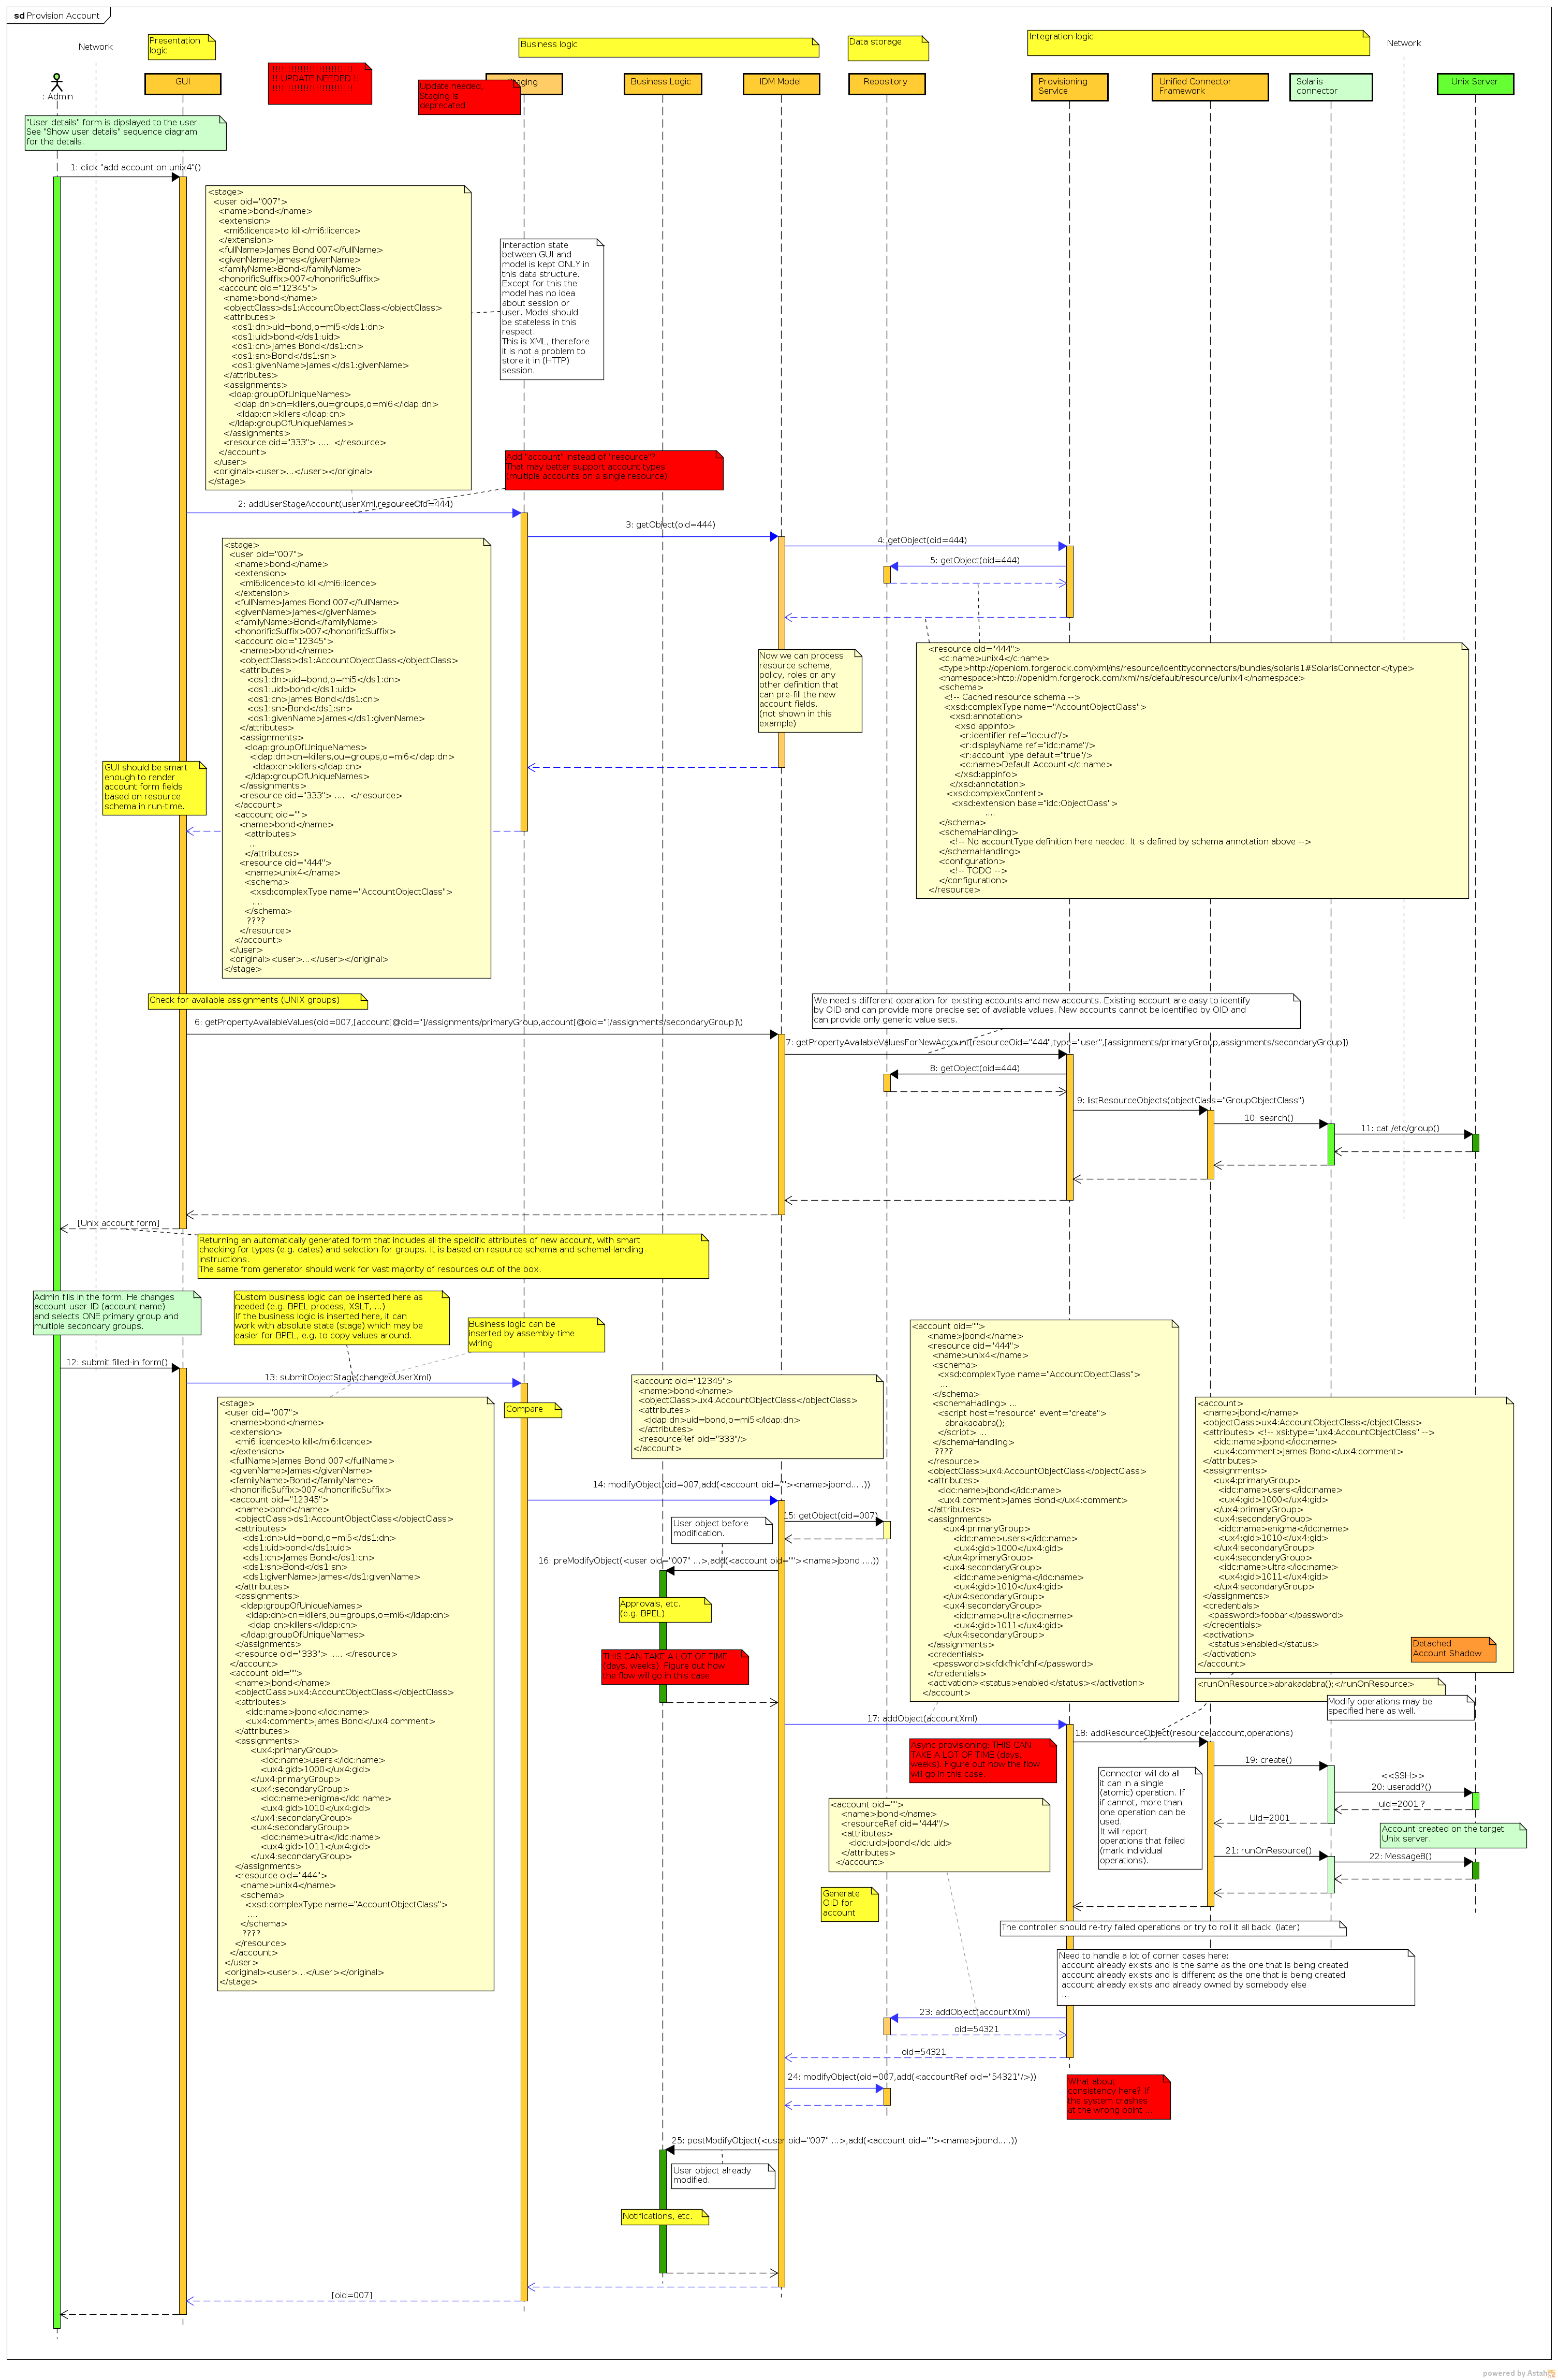 sd Provision Account
Network
Presentation
logic
Business logic
Data storage
Integration logic
Network
!!!!!!!!!!!!!!!!!!!!!!!!!!!!
!! UPDATE NEEDED !!
!!!!!!!!!!!!!!!!!!!!!!!!!!!!
: Admin
GUI
Update needed,
Staging is
deprecated
Staging
Business Logic
IDM Model
Repository
Provisioning
Service
Unified Connector
Framework
Solaris
connector
Unix Server
"User details" form is dipslayed to the user.
See "Show user details" sequence diagram
for the details.
1: click "add account on unix4"()
<stage>
<user oid="007">
<name>bond</name>
<extension>
<mi6:licence>to kill</mi6:licence>
</extension>
<fullName>James Bond 007</fullName>
<givenName>James</givenName>
<familyName>Bond</familyName>
<honorificSuffix>007</honorificSuffix>
<account oid="12345">
<name>bond</name>
<objectClass>ds1:AccountObjectClass</objectClass>
<attributes>
<ds1:dn>uid=bond,o=mi5</ds1:dn>
<ds1:uid>bond</ds1:uid>
<ds1:cn>James Bond</ds1:cn>
<ds1:sn>Bond</ds1:sn>
<ds1:givenName>James</ds1:givenName>
</attributes>
<assignments>
<ldap:groupOfUniqueNames>
<ldap:dn>cn=killers,ou=groups,o=mi6</ldap:dn>
<ldap:cn>killers</ldap:cn>
</ldap:groupOfUniqueNames>
</assignments>
<resource oid="333"> ..... </resource>
</account>
</user>
<original><user>...</user></original>
</stage>
Interaction state
between GUI and
model is kept ONLY in
this data structure.
Except for this the
model has no idea
about session or
user. Model should
be stateless in this
respect.
This is XML, therefore
it is not a problem to
store it in (HTTP)
session.
Add "account" instead of "resource"?
That may better support account types
(multiple accounts on a single resource)
2: addUserStageAccount(userXml,resourceOid=444)
3: getObject(oid=444)
4: getObject(oid=444)
5: getObject(oid=444)
<stage>
<user oid="007">
<name>bond</name>
<extension>
<mi6:licence>to kill</mi6:licence>
</extension>
<fullName>James Bond 007</fullName>
<givenName>James</givenName>
<familyName>Bond</familyName>
<honorificSuffix>007</honorificSuffix>
<account oid="12345">
<name>bond</name>
<objectClass>ds1:AccountObjectClass</objectClass>
<attributes>
<ds1:dn>uid=bond,o=mi5</ds1:dn>
<ds1:uid>bond</ds1:uid>
<ds1:cn>James Bond</ds1:cn>
<ds1:sn>Bond</ds1:sn>
<ds1:givenName>James</ds1:givenName>
</attributes>
<assignments>
<ldap:groupOfUniqueNames>
<ldap:dn>cn=killers,ou=groups,o=mi6</ldap:dn>
<ldap:cn>killers</ldap:cn>
</ldap:groupOfUniqueNames>
</assignments>
<resource oid="333"> ..... </resource>
</account>
<account oid="">
<name>bond</name>
<attributes>
...
</attributes>
<resource oid="444">
<name>unix4</name>
<schema>
<xsd:complexType name="AccountObjectClass">
....
</schema>
????
</resource>
</account>
</user>
<original><user>...</user></original>
</stage>
Now we can process
resource schema,
policy, roles or any
other definition that
can pre-fill the new
account fields.
(not shown in this
example)
<resource oid="444">
<c:name>unix4</c:name>
<type>http://openidm.forgerock.com/xml/ns/resource/identityconnectors/bundles/solaris1#SolarisConnector</type>
<namespace>http://openidm.forgerock.com/xml/ns/default/resource/unix4</namespace>
<schema>
<!-- Cached resource schema -->
<xsd:complexType name="AccountObjectClass">
<xsd:annotation>
<xsd:appinfo>
<r:identifier ref="idc:uid"/>
<r:displayName ref="idc:name"/>
<r:accountType default="true"/>
<c:name>Default Account</c:name>
</xsd:appinfo>
</xsd:annotation>
<xsd:complexContent>
<xsd:extension base="idc:ObjectClass">
....
</schema>
<schemaHandling>
<!-- No accountType definition here needed. It is defined by schema annotation above -->
</schemaHandling>
<configuration>
<!-- TODO -->
</configuration>
</resource>
GUI should be smart
enough to render
account form fields
based on resource
schema in run-time.
Check for available assignments (UNIX groups)
We need s different operation for existing accounts and new accounts. Existing account are easy to identify
by OID and can provide more precise set of available values. New accounts cannot be identified by OID and
can provide only generic value sets.
6: getPropertyAvailableValues(oid=007,[account[@oid=''']/assignments/primaryGroup,account[@oid=''']/assignments/secondaryGroup]\)
7: getPropertyAvailableValuesForNewAccount(resourceOid="444",type="user",[assignments/primaryGroup,assignments/secondaryGroup])
8: getObject(oid=444)
9: listResourceObjects(objectClass="GroupObjectClass")
10: search()
11: cat /etc/group()
[Unix account form]
Returning an automatically generated form that includes all the speicific attributes of new account, with smart
checking for types (e.g. dates) and selection for groups. It is based on resource schema and schemaHandling
instructions.
The same from generator should work for vast majority of resources out of the box.
Admin fills in the form. He changes
account user ID (account name)
and selects ONE primary group and
multiple secondary groups.
Custom business logic can be inserted here as
needed (e.g. BPEL process, XSLT, ...)
If the business logic is inserted here, it can
work with absolute state (stage) which may be
easier for BPEL, e.g. to copy values around.
Business logic can be
inserted by assembly-time
wiring
12: submit filled-in form()
13: submitObjectStage(changedUserXml)
Compare
<stage>
<user oid="007">
<name>bond</name>
<extension>
<mi6:licence>to kill</mi6:licence>
</extension>
<fullName>James Bond 007</fullName>
<givenName>James</givenName>
<familyName>Bond</familyName>
<honorificSuffix>007</honorificSuffix>
<account oid="12345">
<name>bond</name>
<objectClass>ds1:AccountObjectClass</objectClass>
<attributes>
<ds1:dn>uid=bond,o=mi5</ds1:dn>
<ds1:uid>bond</ds1:uid>
<ds1:cn>James Bond</ds1:cn>
<ds1:sn>Bond</ds1:sn>
<ds1:givenName>James</ds1:givenName>
</attributes>
<assignments>
<ldap:groupOfUniqueNames>
<ldap:dn>cn=killers,ou=groups,o=mi6</ldap:dn>
<ldap:cn>killers</ldap:cn>
</ldap:groupOfUniqueNames>
</assignments>
<resource oid="333"> ..... </resource>
</account>
<account oid="">
<name>jbond</name>
<objectClass>ux4:AccountObjectClass</objectClass>
<attributes>
<idc:name>jbond</idc:name>
<ux4:comment>James Bond</ux4:comment>
</attributes>
<assignments>
<ux4:primaryGroup>
<idc:name>users</idc:name>
<ux4:gid>1000</ux4:gid>
</ux4:primaryGroup>
<ux4:secondaryGroup>
<idc:name>enigma</idc:name>
<ux4:gid>1010</ux4:gid>
</ux4:secondaryGroup>
<ux4:secondaryGroup>
<idc:name>ultra</idc:name>
<ux4:gid>1011</ux4:gid>
</ux4:secondaryGroup>
</assignments>
<resource oid="444">
<name>unix4</name>
<schema>
<xsd:complexType name="AccountObjectClass">
....
</schema>
????
</resource>
</account>
</user>
<original><user>...</user></original>
</stage>
<account oid="12345">
<name>bond</name>
<objectClass>ux4:AccountObjectClass</objectClass>
<attributes>
<ldap:dn>uid=bond,o=mi5</ldap:dn>
</attributes>
<resourceRef oid="333"/>
</account>
14: modifyObject(oid=007,add(<account oid=""><name>jbond.....))
User object before
modification.
15: getObject(oid=007)
16: preModifyObject(<user oid="007" ...>,add(<account oid=""><name>jbond.....))
Approvals, etc.
(e.g. BPEL)
THIS CAN TAKE A LOT OF TIME
(days, weeks). Figure out how
the flow will go in this case.
<account oid="">
<name>jbond</name>
<resource oid="444">
<name>unix4</name>
<schema>
<xsd:complexType name="AccountObjectClass">
....
</schema>
<schemaHadling> ...
<script host="resource" event="create">
abrakadabra();
</script> ...
</schemaHandling>
????
</resource>
<objectClass>ux4:AccountObjectClass</objectClass>
<attributes>
<idc:name>jbond</idc:name>
<ux4:comment>James Bond</ux4:comment>
</attributes>
<assignments>
<ux4:primaryGroup>
<idc:name>users</idc:name>
<ux4:gid>1000</ux4:gid>
</ux4:primaryGroup>
<ux4:secondaryGroup>
<idc:name>enigma</idc:name>
<ux4:gid>1010</ux4:gid>
</ux4:secondaryGroup>
<ux4:secondaryGroup>
<idc:name>ultra</idc:name>
<ux4:gid>1011</ux4:gid>
</ux4:secondaryGroup>
</assignments>
<credentials>
<password>skfdkfhkfdhf</password>
</credentials>
<activation><status>enabled</status></activation>
</account>
<account>
<name>jbond</name>
<objectClass>ux4:AccountObjectClass</objectClass>
<attributes> <!-- xsi:type="ux4:AccountObjectClass" -->
<idc:name>jbond</idc:name>
<ux4:comment>James Bond</ux4:comment>
</attributes>
<assignments>
<ux4:primaryGroup>
<idc:name>users</idc:name>
<ux4:gid>1000</ux4:gid>
</ux4:primaryGroup>
<ux4:secondaryGroup>
<idc:name>enigma</idc:name>
<ux4:gid>1010</ux4:gid>
</ux4:secondaryGroup>
<ux4:secondaryGroup>
<idc:name>ultra</idc:name>
<ux4:gid>1011</ux4:gid>
</ux4:secondaryGroup>
</assignments>
<credentials>
<password>foobar</password>
</credentials>
<activation>
<status>enabled</status>
</activation>
</account>
Detached
Account Shadow
<runOnResource>abrakadabra();</runOnResource>
Modify operations may be
specified here as well.
17: addObject(accountXml)
18: addResourceObject(resource,account,operations)
Async provisioning: THIS CAN
TAKE A LOT OF TIME (days,
weeks). Figure out how the flow
will go in this case.
Connector will do all
it can in a single
(atomic) operation. If
if cannot, more than
one operation can be
used.
It will report
operations that failed
(mark individual
operations).
19: create()
<<SSH>>
20: useradd?()
uid=2001 ?
Uid=2001
Account created on the target
Unix server.
21: runOnResource()
22: Message8()
<account oid="">
<name>jbond</name>
<resourceRef oid="444"/>
<attributes>
<idc:uid>jbond</idc:uid>
</attributes>
</account>
Generate
OID for
account
The controller should re-try failed operations or try to roll it all back. (later)
Need to handle a lot of corner cases here:
account already exists and is the same as the one that is being created
account already exists and is different as the one that is being created
account already exists and already owned by somebody else
...
23: addObject(accountXml)
oid=54321
oid=54321
24: modifyObject(oid=007,add(<accountRef oid="54321"/>))
What about
consistency here? If
the system crashes
at the wrong point ....
25: postModifyObject(<user oid="007" ...>,add(<account oid=""><name>jbond.....))
User object already
modified.
Notifications, etc.
[oid=007]
powered by Astah